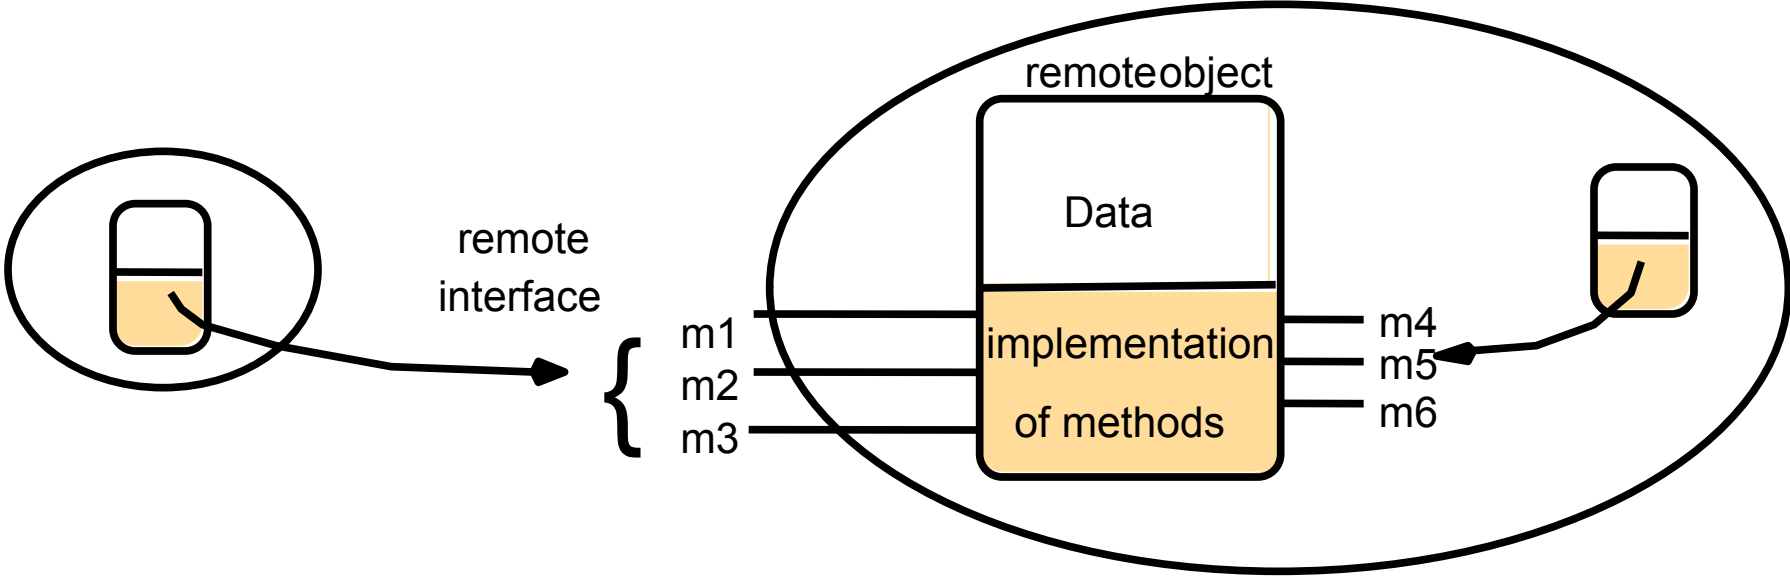 remoteobject
Data
remote
interface
{
m1
m2
m3
implementation
of methods
m4
m5
m6